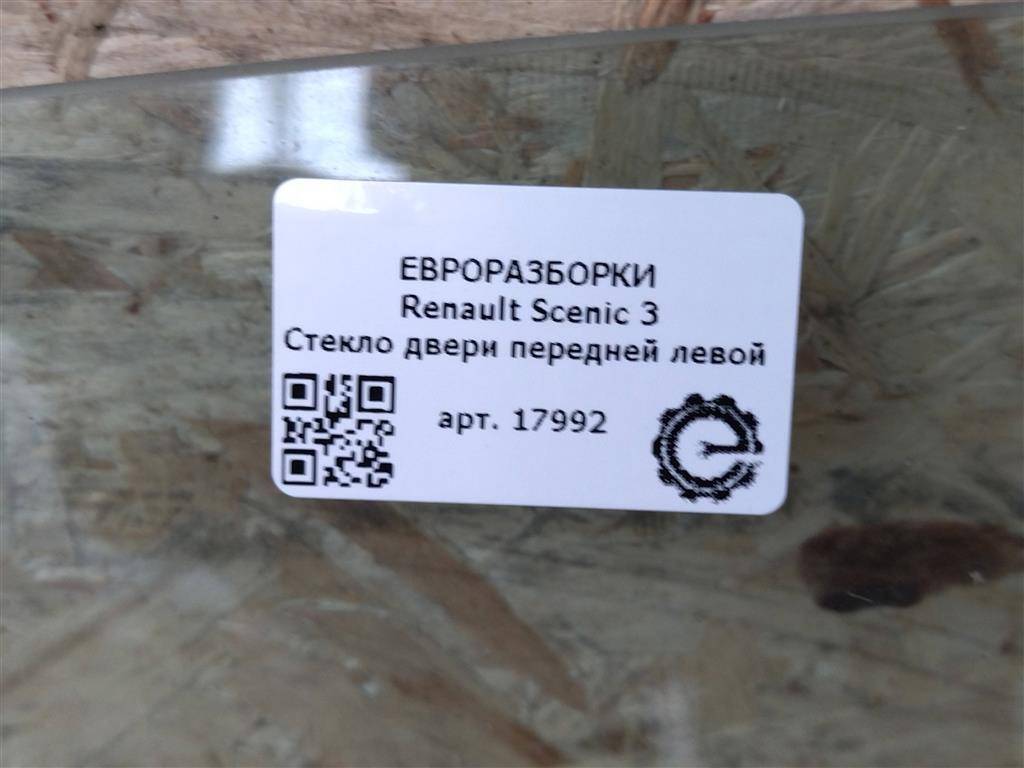 ЕВРОРАЗБОРКИ
Renault Scenic 3
Стекло двери передней левой
арт. 17992